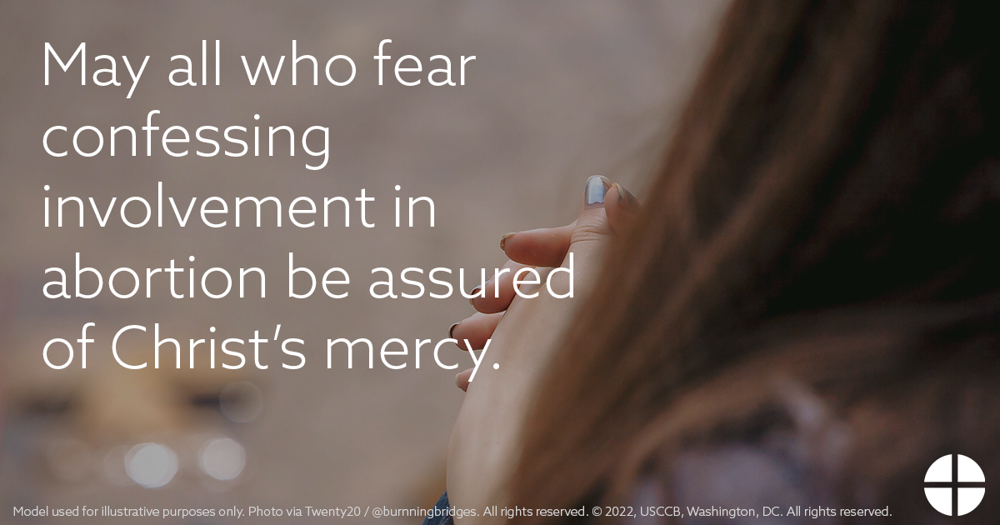 May all who fear
confessing
involvement in
abortion be assured
of Christ’s mercy.
Model used for illustrative purposes only. Photo via Twenty20 / @burnningbridges. All rights reserved. © 2022, USCCB, Washington, DC. All rights reserved.